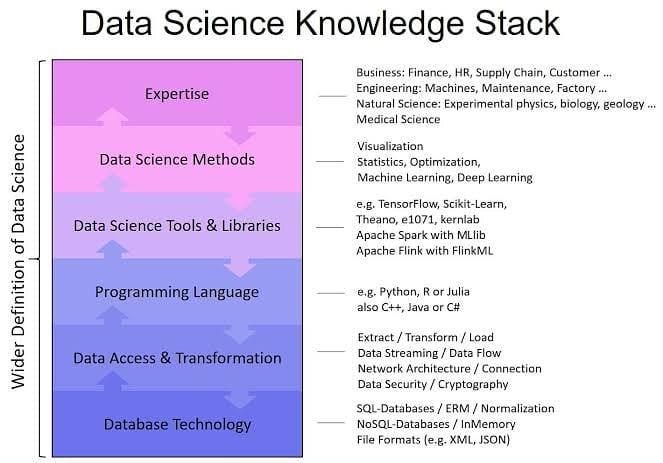 Data Science Knowledge Stack
Wider Definition of Data Science
Expertise
Business: Finance, HR, Supply Chain, Customer ...
Engineering: Machines, Maintenance, Factory ...
Natural Science: Experimental physics, biology, geology ...
Medical Science
Data Science Methods
Visualization
Statistics, Optimization,
Machine Learning, Deep Learning
Data Science Tools & Libraries
e.g. TensorFlow, Scikit-Learn,
Theano, e1071, kernlab
Apache Spark with MLlib
Apache Flink with FlinkML
Programming Language
e.g. Python, R or Julia
also C++, Java or C#
Data Access & Transformation
Extract / Transform / Load
Data Streaming / Data Flow
Network Architecture / Connection
Data Security / Cryptography
Database Technology
SQL-Databases / ERM / Normalization
NoSQL-Databases / InMemory
File Formats (e.g. XML, JSON)